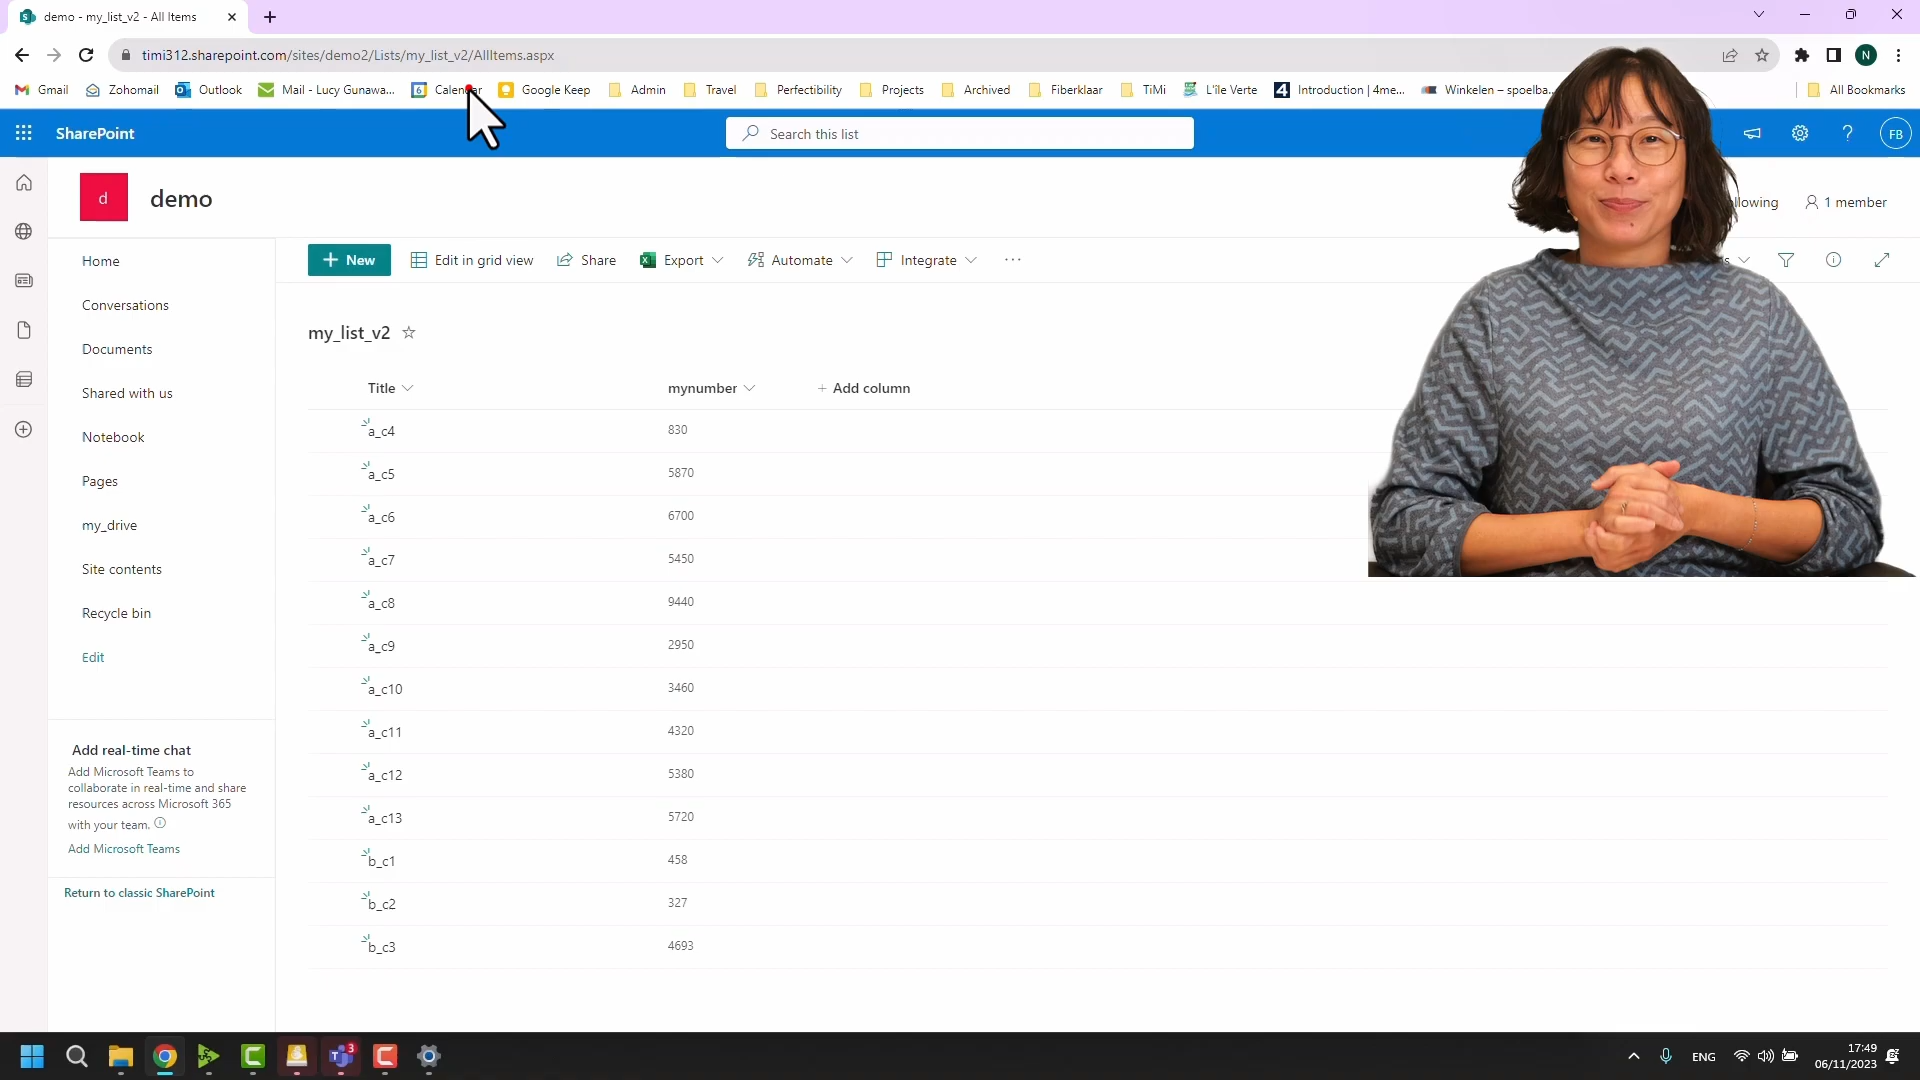 demo - my_list_v2 - All Items
timi312.sharepoint.com/sites/demo2/Lists/my_list_v2/AllItems.aspx
N
Gmail Zohomail Outlook Mail - Lucy Gunawa... Calendar Google Keep Admin Travel Perfectibility Projects Archived Fiberklaar TiMi L'île Verte Introduction | 4me... Winkelen – spoelba... All Bookmarks
SharePoint
Search this list
FB
d
demo
1 member
Home
Conversations
Documents
Shared with us
Notebook
Pages
my_drive
Site contents
Recycle bin
Edit
Add real-time chat
Add Microsoft Teams to
collaborate in real-time and share
resources across Microsoft 365
with your team.
Add Microsoft Teams
Return to classic SharePoint
New Edit in grid view Share Export Automate Integrate
my_list_v2
Title mynumber + Add column
a_c4 830
a_c5 5870
a_c6 6700
a_c7 5450
a_c8 9440
a_c9 2950
a_c10 3460
a_c11 4320
a_c12 5380
a_c13 5720
b_c1 458
b_c2 327
b_c3 4693
3
ENG
17:49
06/11/2023